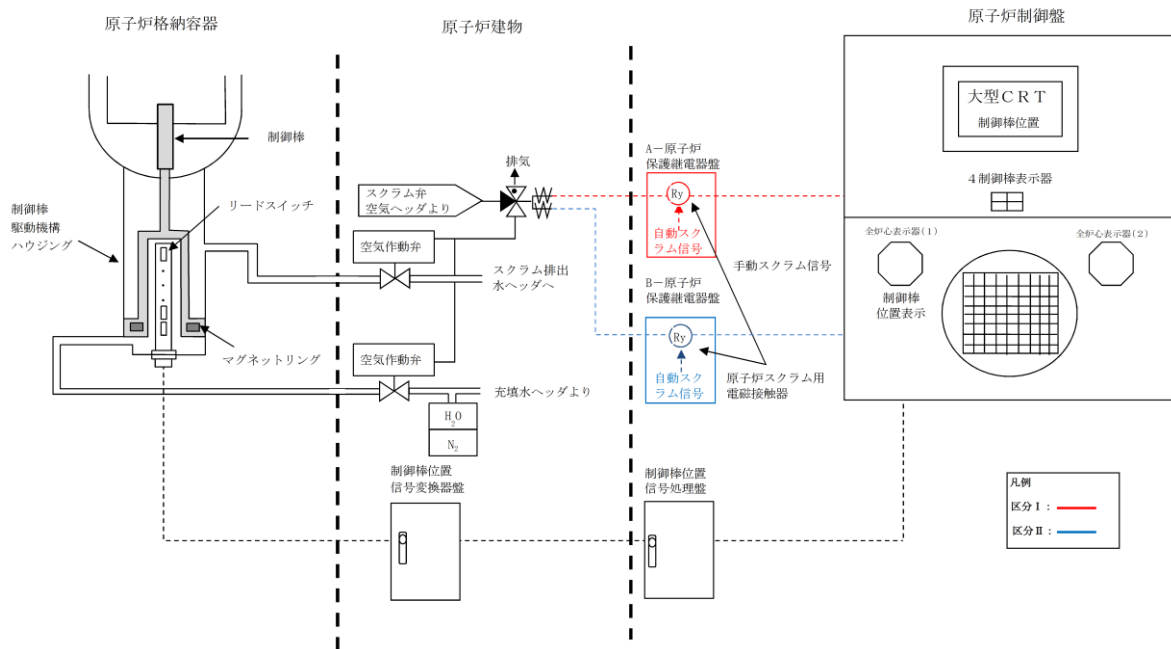 原子炉格納容器
原子炉建物
原子炉制御盤
制御棒
リードスイッチ
制御棒
駆動機構
ハウジング
マグネットリング
排気
スクラム弁
空気ヘッダより
空気作動弁
スクラム排出
水ヘッダへ
空気作動弁
充填水ヘッダより
H2O
N2
制御棒位置
信号変換器盤
A－原子炉
保護継電器盤
Ry
自動スク
ラム信号
手動スクラム信号
B－原子炉
保護継電器盤
Ry
自動スク
ラム信号
原子炉スクラム用
電磁接触器
制御棒位置
信号処理盤
大型ＣＲＴ
制御棒位置
４制御棒表示器
全炉心表示器(1)
全炉心表示器(2)
制御棒
位置表示
凡例
区分Ⅰ：
区分Ⅱ：